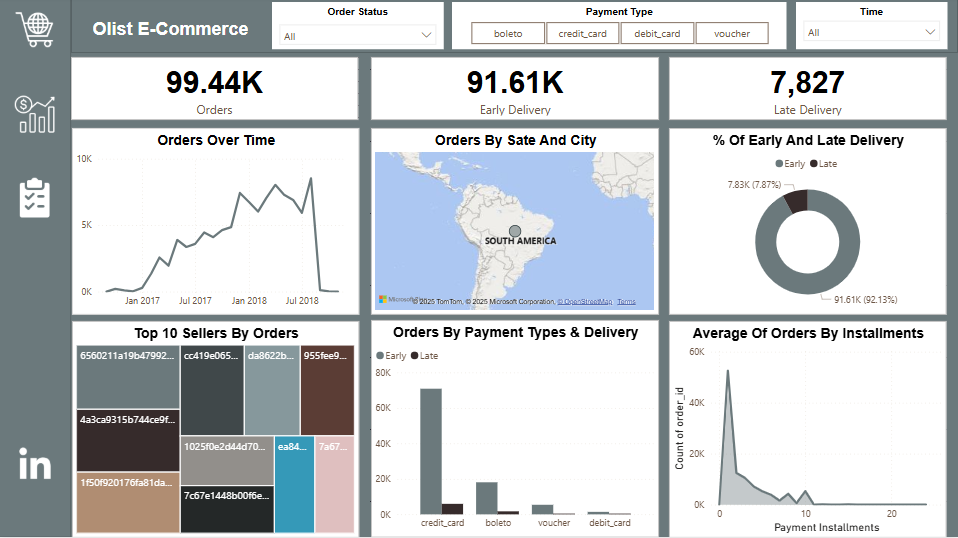 Olist E-Commerce
Order Status
All
Payment Type
boleto
credit_card
debit_card
voucher
Time
All
99.44K
Orders
91.61K
Early Delivery
7,827
Late Delivery
Orders Over Time
10K
5K
0K
Jan 2017
Jul 2017
Jan 2018
Jul 2018
Orders By Sate And City
SOUTH AMERICA
Microsoft
© 2025 TomTom, © 2025 Microsoft Corporation, © OpenStreetMap Terms
% Of Early And Late Delivery
Early
Late
7.83K (7.87%)
91.61K (92.13%)
Top 10 Sellers By Orders
6560211a19b47992...
4a3ca9315b744ce9f...
1f50f920176fa81da...
cc419e065...
da8622b...
955fee9...
1025f0e2d44d70...
7c67e1448b00f6e...
ea84...
7a67...
Orders By Payment Types & Delivery
Early
Late
80K
60K
40K
20K
0K
credit_card
boleto
voucher
debit_card
Average Of Orders By Installments
Count of order_id
60K
40K
20K
0K
0
10
20
Payment Installments
in